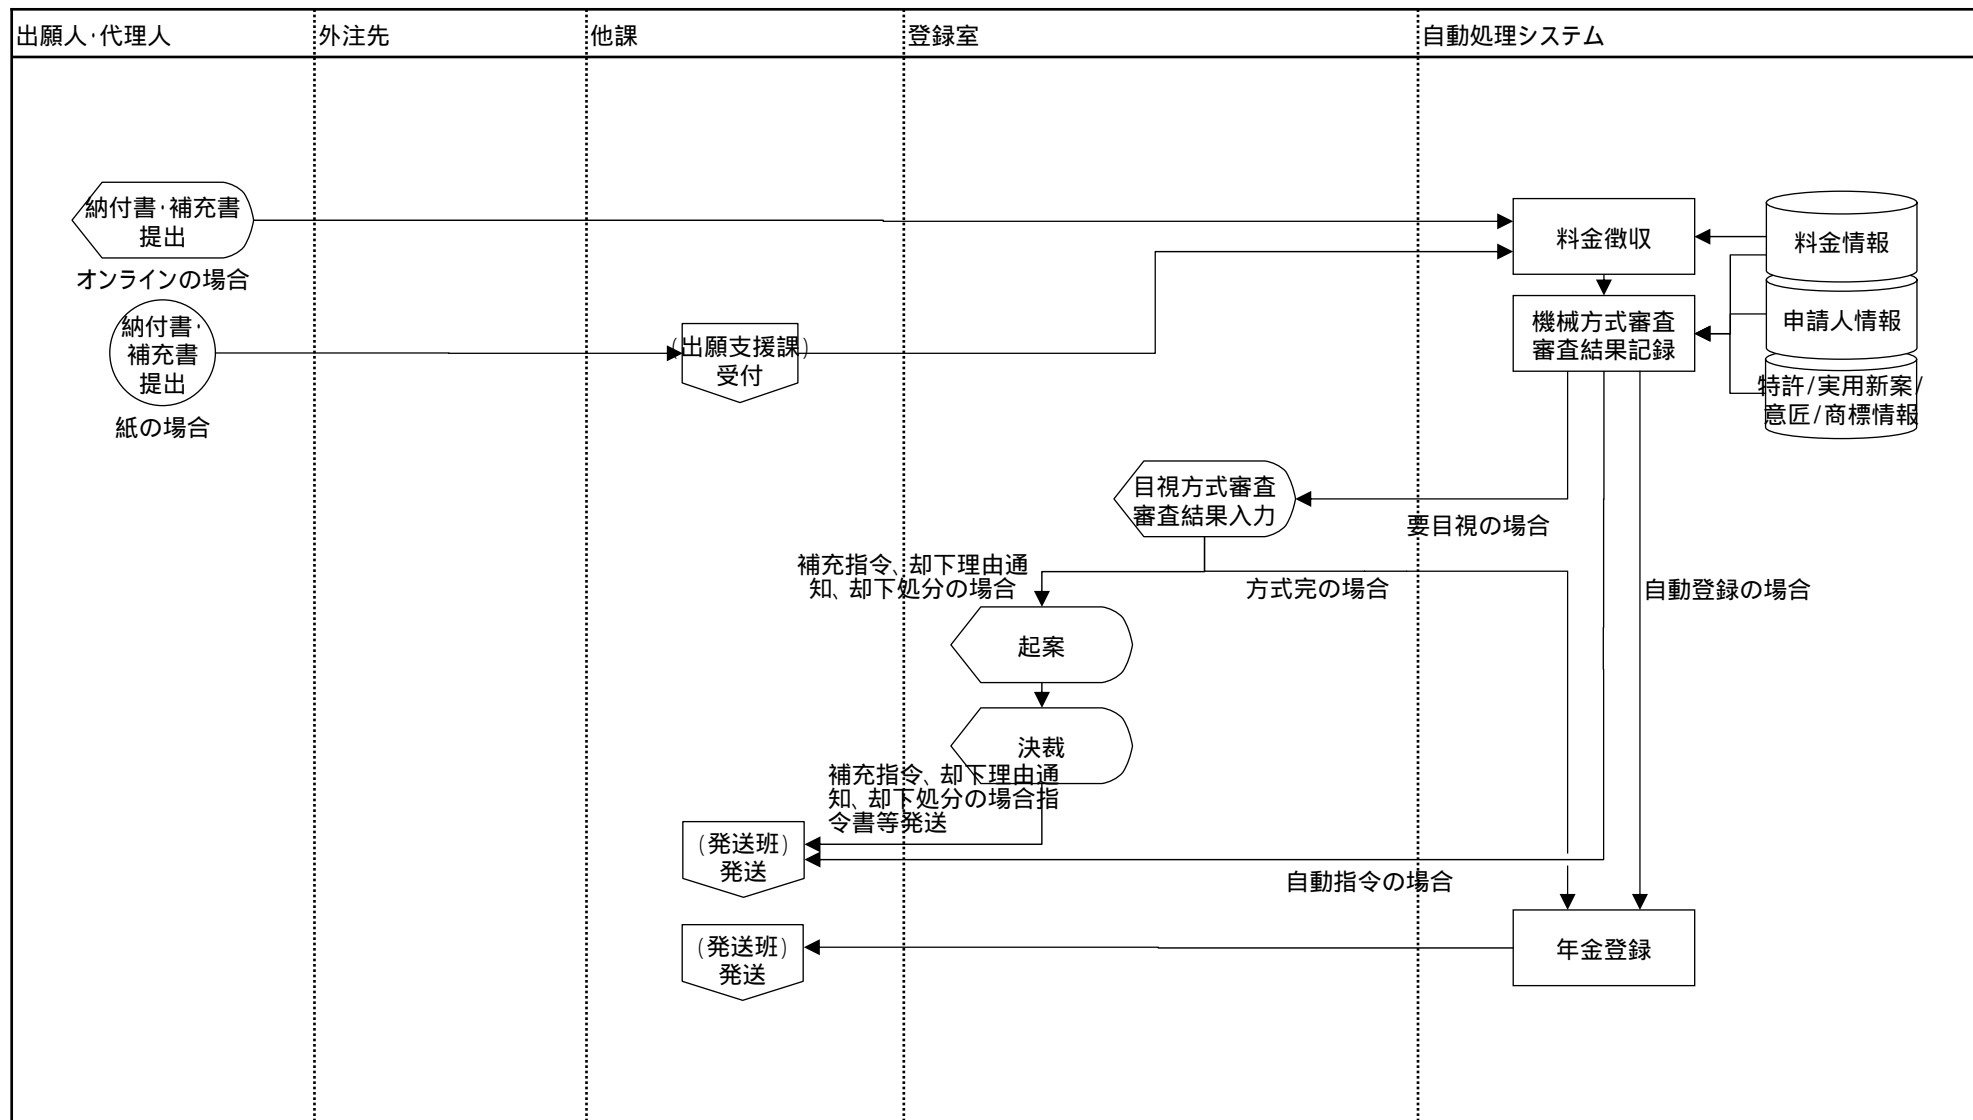 出願人・代理人
外注先
他課
登録室
自動処理システム
納付書・補充書
提出
オンラインの場合
料金徴収
料金情報
納付書・
補充書
提出
紙の場合
(出願支援課)
受付
機械方式審査
審査結果記録
申請人情報
特許/実用新案/
意匠/商標情報
目視方式審査
審査結果入力
要目視の場合
補充指令、却下理由通
知、却下処分の場合
方式完の場合
自動登録の場合
起案
決裁
補充指令、却下理由通
知、却下処分の場合指
令書等発送
(発送班)
発送
自動指令の場合
(発送班)
発送
年金登録